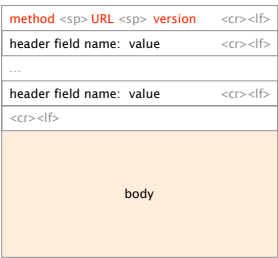 method <sp> URL <sp> version <cr><lf>
header field name: value <cr><lf>
...
header field name: value <cr><lf>
<cr><lf>
body